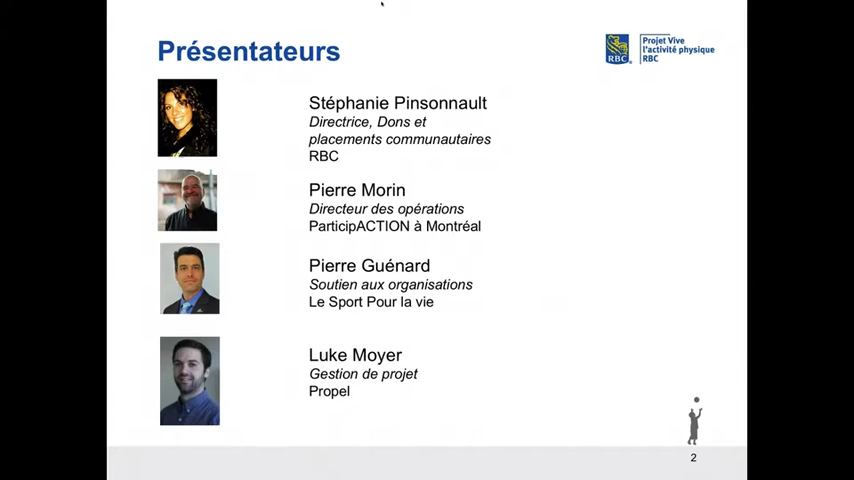 Présentateurs
RBC
Projet Vive
l'activité physique
RBC
Stéphanie Pinsonnault
Directrice, Dons et
placements communautaires
RBC
Pierre Morin
Directeur des opérations
ParticipACTION à Montréal
Pierre Guénard
Soutien aux organisations
Le Sport Pour la vie
Luke Moyer
Gestion de projet
Propel
2